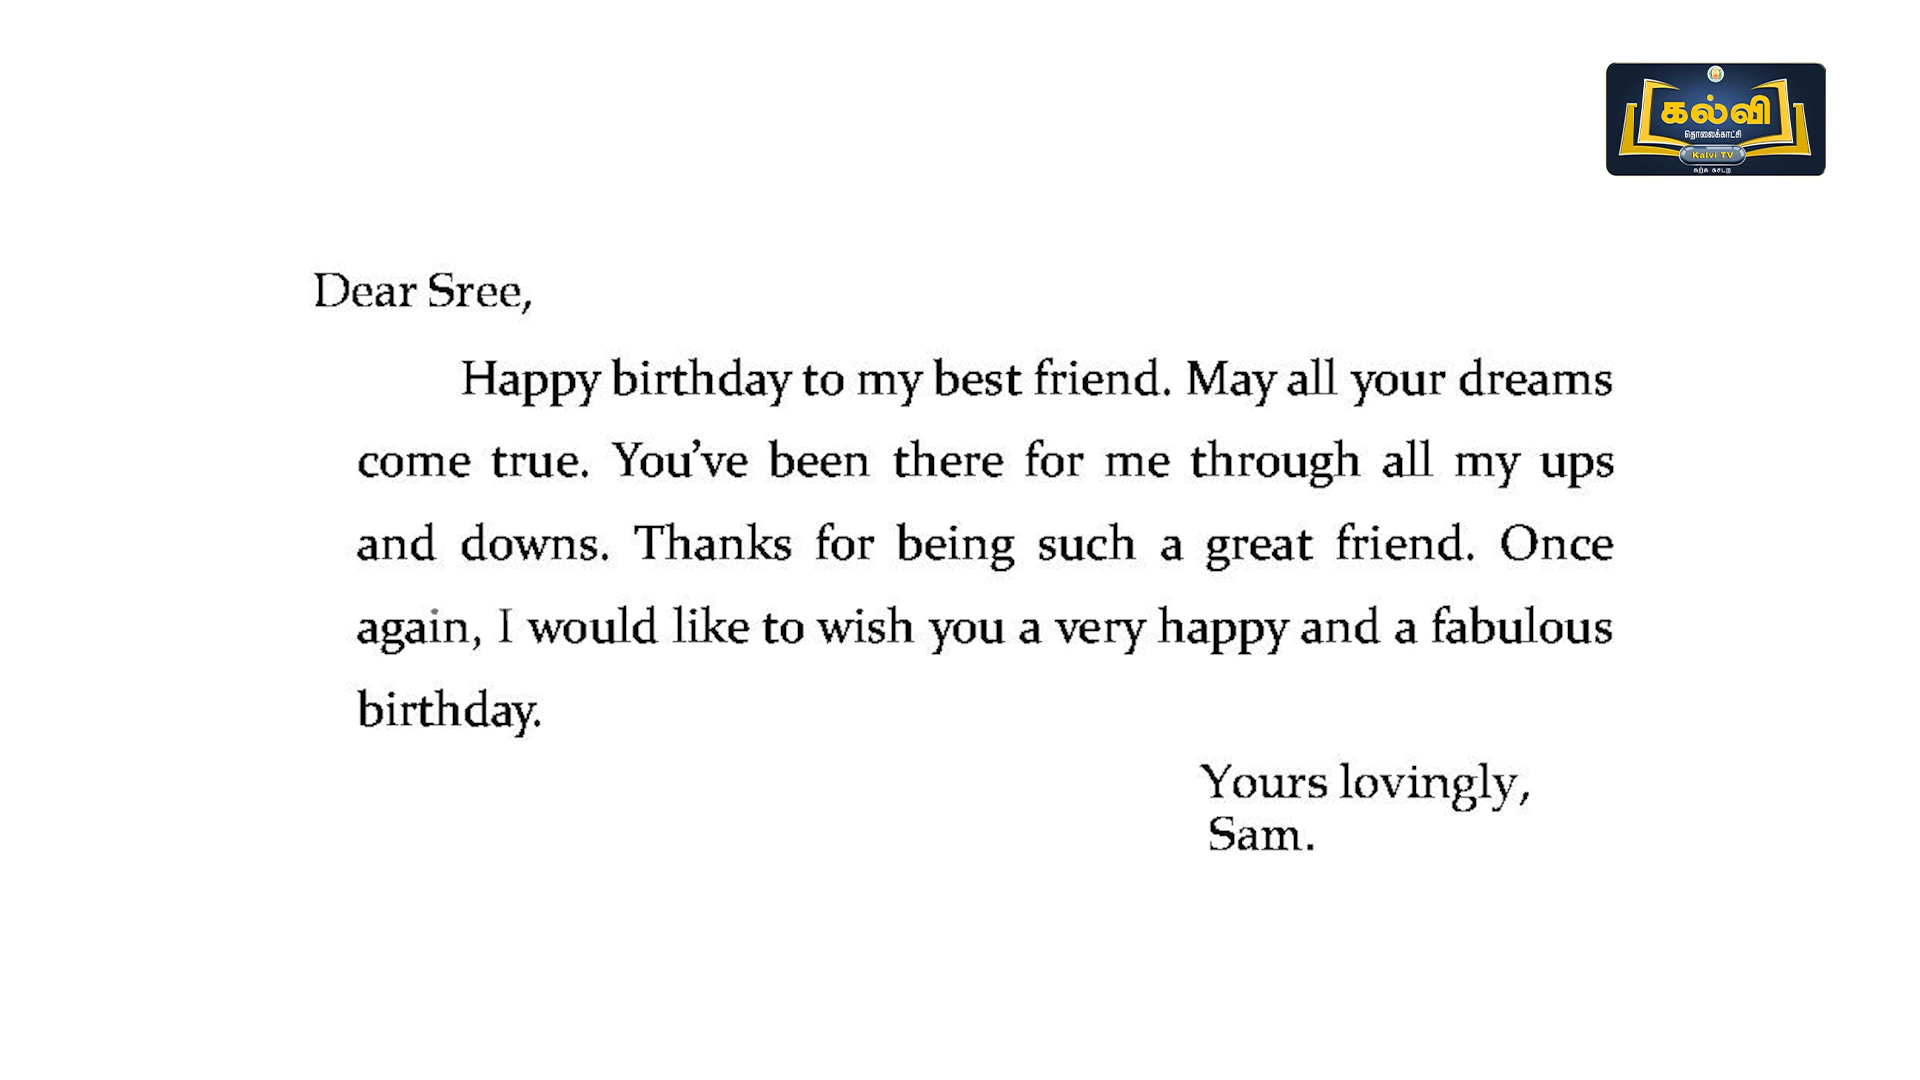 கல்வி
தொலைக்காட்சி
Kalvi TV
கற்க கசடற
Dear Sree,
Happy birthday to my best friend. May all your dreams
come true. You’ve been there for me through all my ups
and downs. Thanks for being such a great friend. Once
again, I would like to wish you a very happy and a fabulous
birthday.
Yours lovingly,
Sam.